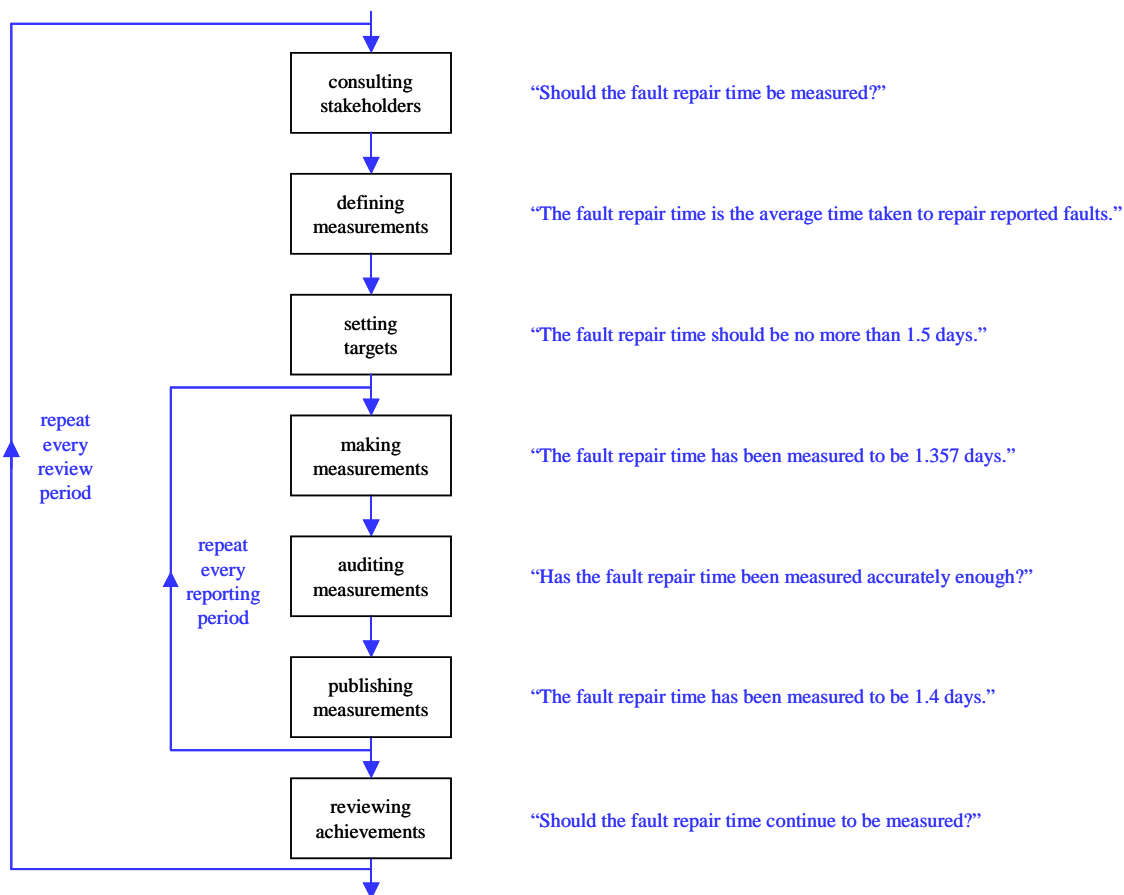 consulting
stakeholders
“Should the fault repair time be measured?”
defining
measurements
“The fault repair time is the average time taken to repair reported faults.”
setting
targets
“The fault repair time should be no more than 1.5 days.”
repeat
every
review
period
making
measurements
“The fault repair time has been measured to be 1.357 days.”
repeat
every
reporting
period
auditing
measurements
“Has the fault repair time been measured accurately enough?”
publishing
measurements
“The fault repair time has been measured to be 1.4 days.”
reviewing
achievements
“Should the fault repair time continue to be measured?”